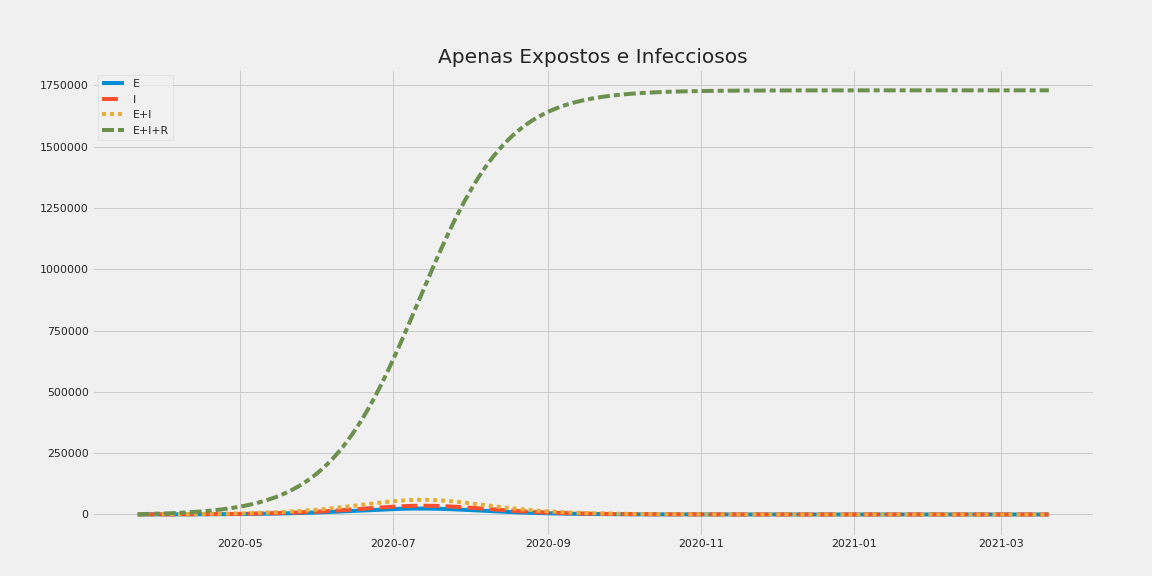 Apenas Expostos e Infecciosos
E
I
E+I
E+I+R
1750000
1500000
1250000
1000000
750000
500000
250000
0
2020-05 2020-07 2020-09 2020-11 2021-01 2021-03